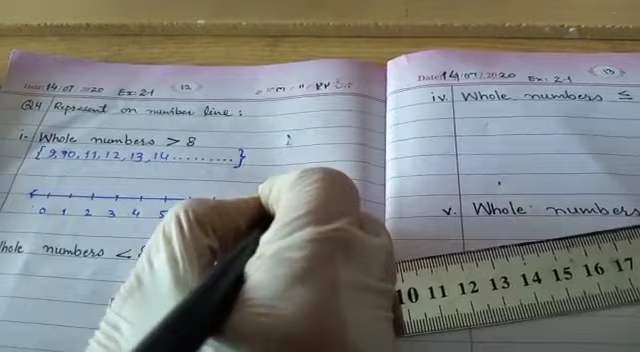 Date: 14/07/2020 Ex: 2.1 12
Q4 Represent on number line:
i. Whole numbers > 8
{9,10,11,12,13,14.........}
0 1 2 3 4 5
hole numbers <
Date: 14/07/2020 Ex: 2.1 13
iv. Whole numbers ≤
v. Whole numbers
10 11 12 13 14 15 16 17